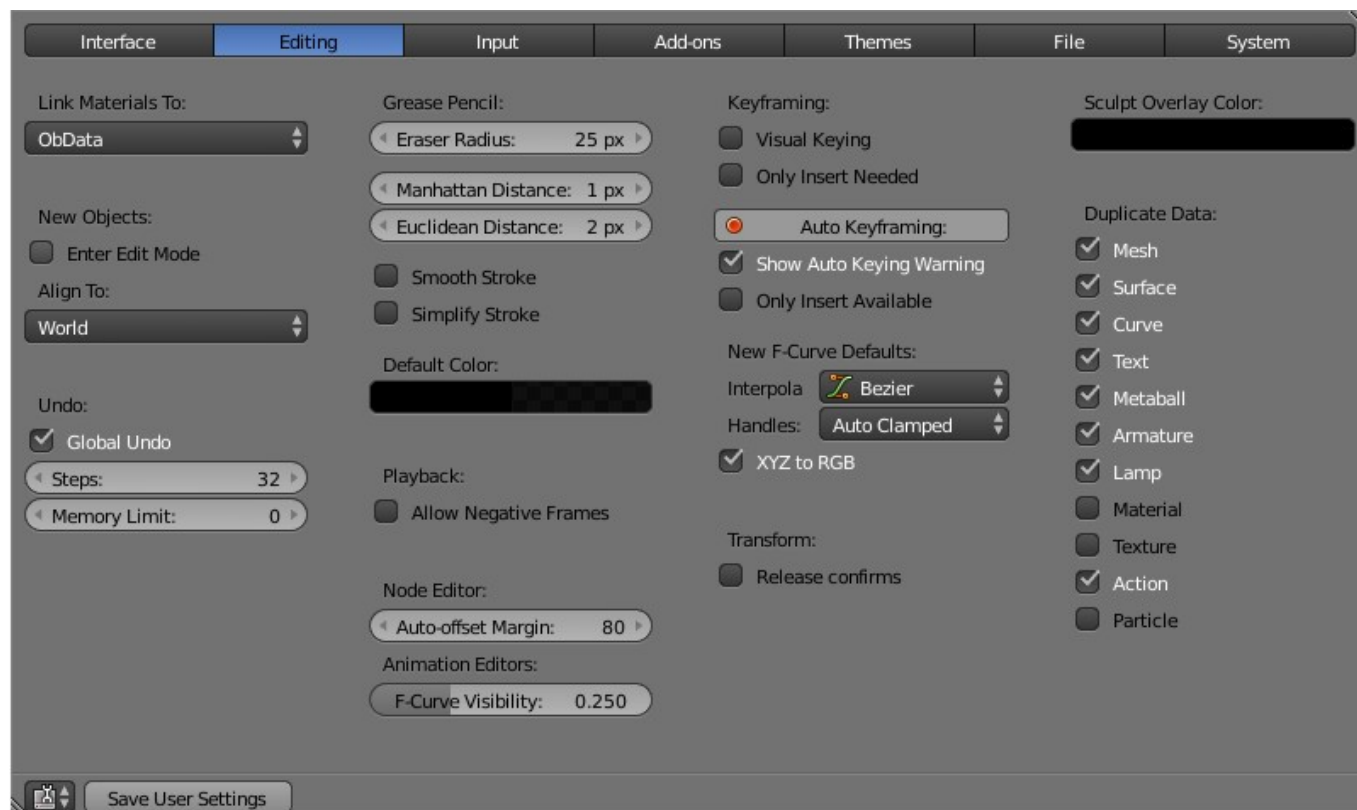 Interface Editing Input Add-ons Themes File System
Link Materials To:
ObData
New Objects:
Enter Edit Mode
Align To:
World
Undo:
Global Undo
Steps: 32
Memory Limit: 0
Grease Pencil:
Eraser Radius: 25 px
Manhattan Distance: 1 px
Euclidean Distance: 2 px
Smooth Stroke
Simplify Stroke
Default Color:
Playback:
Allow Negative Frames
Node Editor:
Auto-offset Margin: 80
Animation Editors:
F-Curve Visibility: 0.250
Keyframing:
Visual Keying
Only Insert Needed
Auto Keyframing:
Show Auto Keying Warning
Only Insert Available
New F-Curve Defaults:
Interpola Bezier
Handles: Auto Clamped
XYZ to RGB
Transform:
Release confirms
Sculpt Overlay Color:
Duplicate Data:
Mesh
Surface
Curve
Text
Metaball
Armature
Lamp
Material
Texture
Action
Particle
Save User Settings